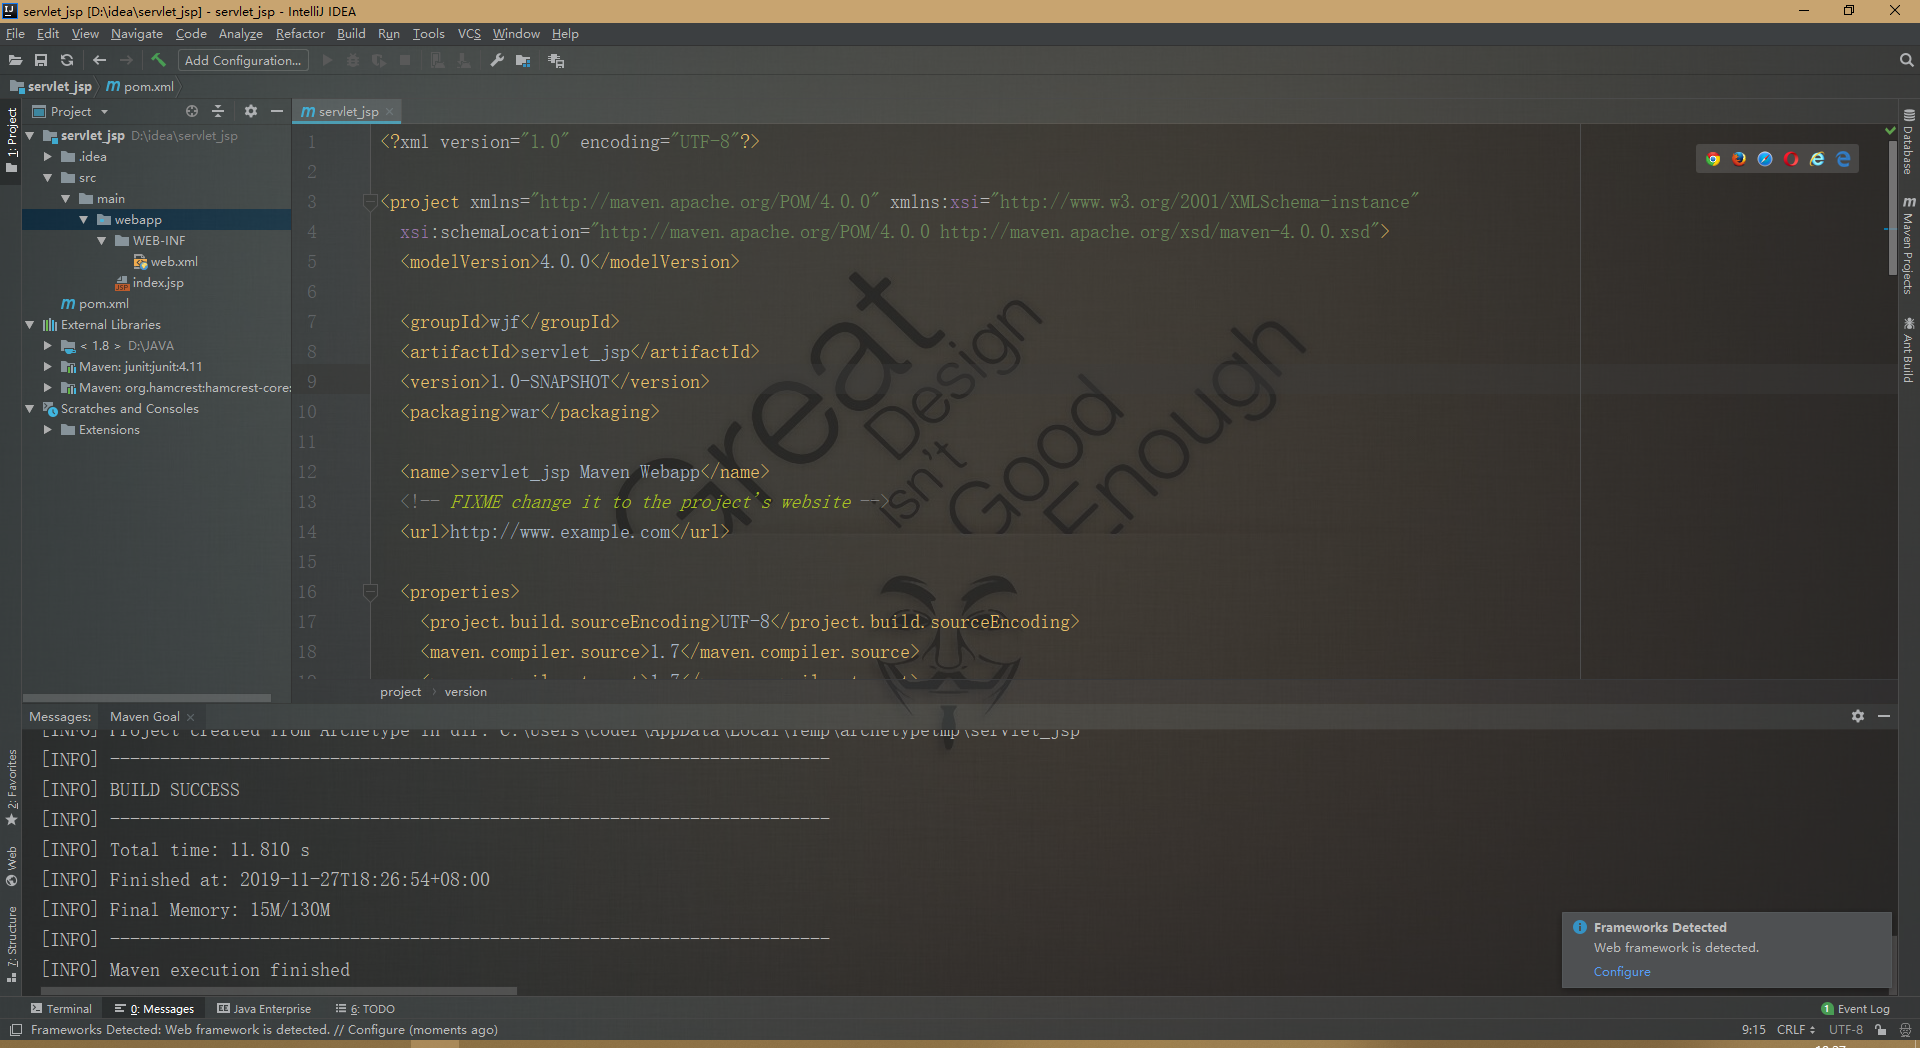 servlet_jsp [D:\idea\servlet_jsp] - servlet_jsp - IntelliJ IDEA
File Edit View Navigate Code Analyze Refactor Build Run Tools VCS Window Help
Add Configuration...
servlet_jsp pom.xml
1: Project
Project
servlet_jsp D:\idea\servlet_jsp
.idea
src
main
webapp
WEB-INF
web.xml
index.jsp
pom.xml
External Libraries
< 1.8 > D:\JAVA
Maven: junit:junit:4.11
Maven: org.hamcrest:hamcrest-core:
Scratches and Consoles
Extensions
servlet_jsp
1 <?xml version="1.0" encoding="UTF-8"?>
2
3 <project xmlns="http://maven.apache.org/POM/4.0.0" xmlns:xsi="http://www.w3.org/2001/XMLSchema-instance"
4 xsi:schemaLocation="http://maven.apache.org/POM/4.0.0 http://maven.apache.org/xsd/maven-4.0.0.xsd">
5 <modelVersion>4.0.0</modelVersion>
6
7 <groupId>wjf</groupId>
8 <artifactId>servlet_jsp</artifactId>
9 <version>1.0-SNAPSHOT</version>
10 <packaging>war</packaging>
11
12 <name>servlet_jsp Maven Webapp</name>
13 <!-- FIXME change it to the project's website -->
14 <url>http://www.example.com</url>
15
16 <properties>
17 <project.build.sourceEncoding>UTF-8</project.build.sourceEncoding>
18 <maven.compiler.source>1.7</maven.compiler.source>
Great
Design
Isn't
Good
Enough
project › version
Database
Maven Projects
Ant Build
Messages: Maven Goal
[INFO] Project created from Archetype in dir: C:\Users\coder\AppData\Local\Temp\archetypetmp\servlet_jsp
[INFO] ------------------------------------------------------------------------
[INFO] BUILD SUCCESS
[INFO] ------------------------------------------------------------------------
[INFO] Total time: 11.810 s
[INFO] Finished at: 2019-11-27T18:26:54+08:00
[INFO] Final Memory: 15M/130M
[INFO] ------------------------------------------------------------------------
[INFO] Maven execution finished
2: Favorites
Web
7: Structure
Frameworks Detected
Web framework is detected.
Configure
Terminal 0: Messages Java Enterprise 6: TODO
1 Event Log
Frameworks Detected: Web framework is detected. // Configure (moments ago)
9:15 CRLF UTF-8